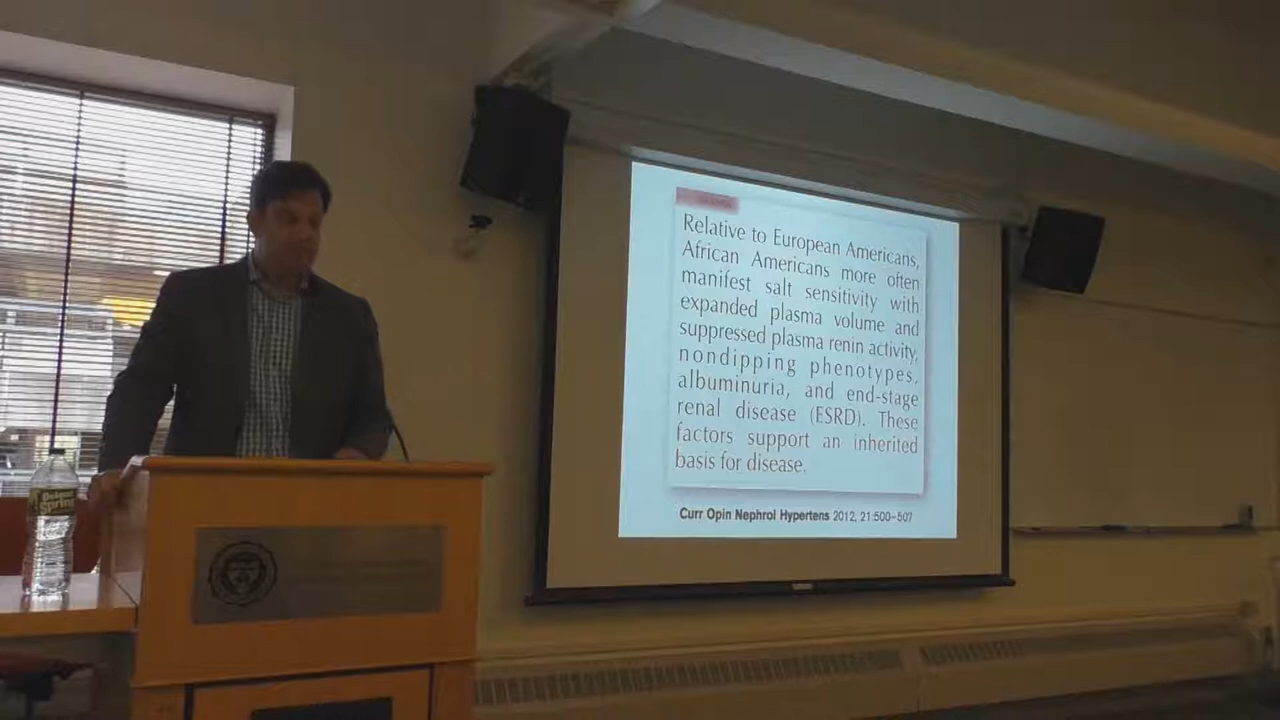 Relative to European Americans,
African Americans more often
manifest salt sensitivity with
expanded plasma volume and
suppressed plasma renin activity,
nondipping phenotypes,
albuminuria, and end-stage
renal disease (ESRD). These
factors support an inherited
basis for disease.
Curr Opin Nephrol Hypertens 2012, 21:500–507
Spring